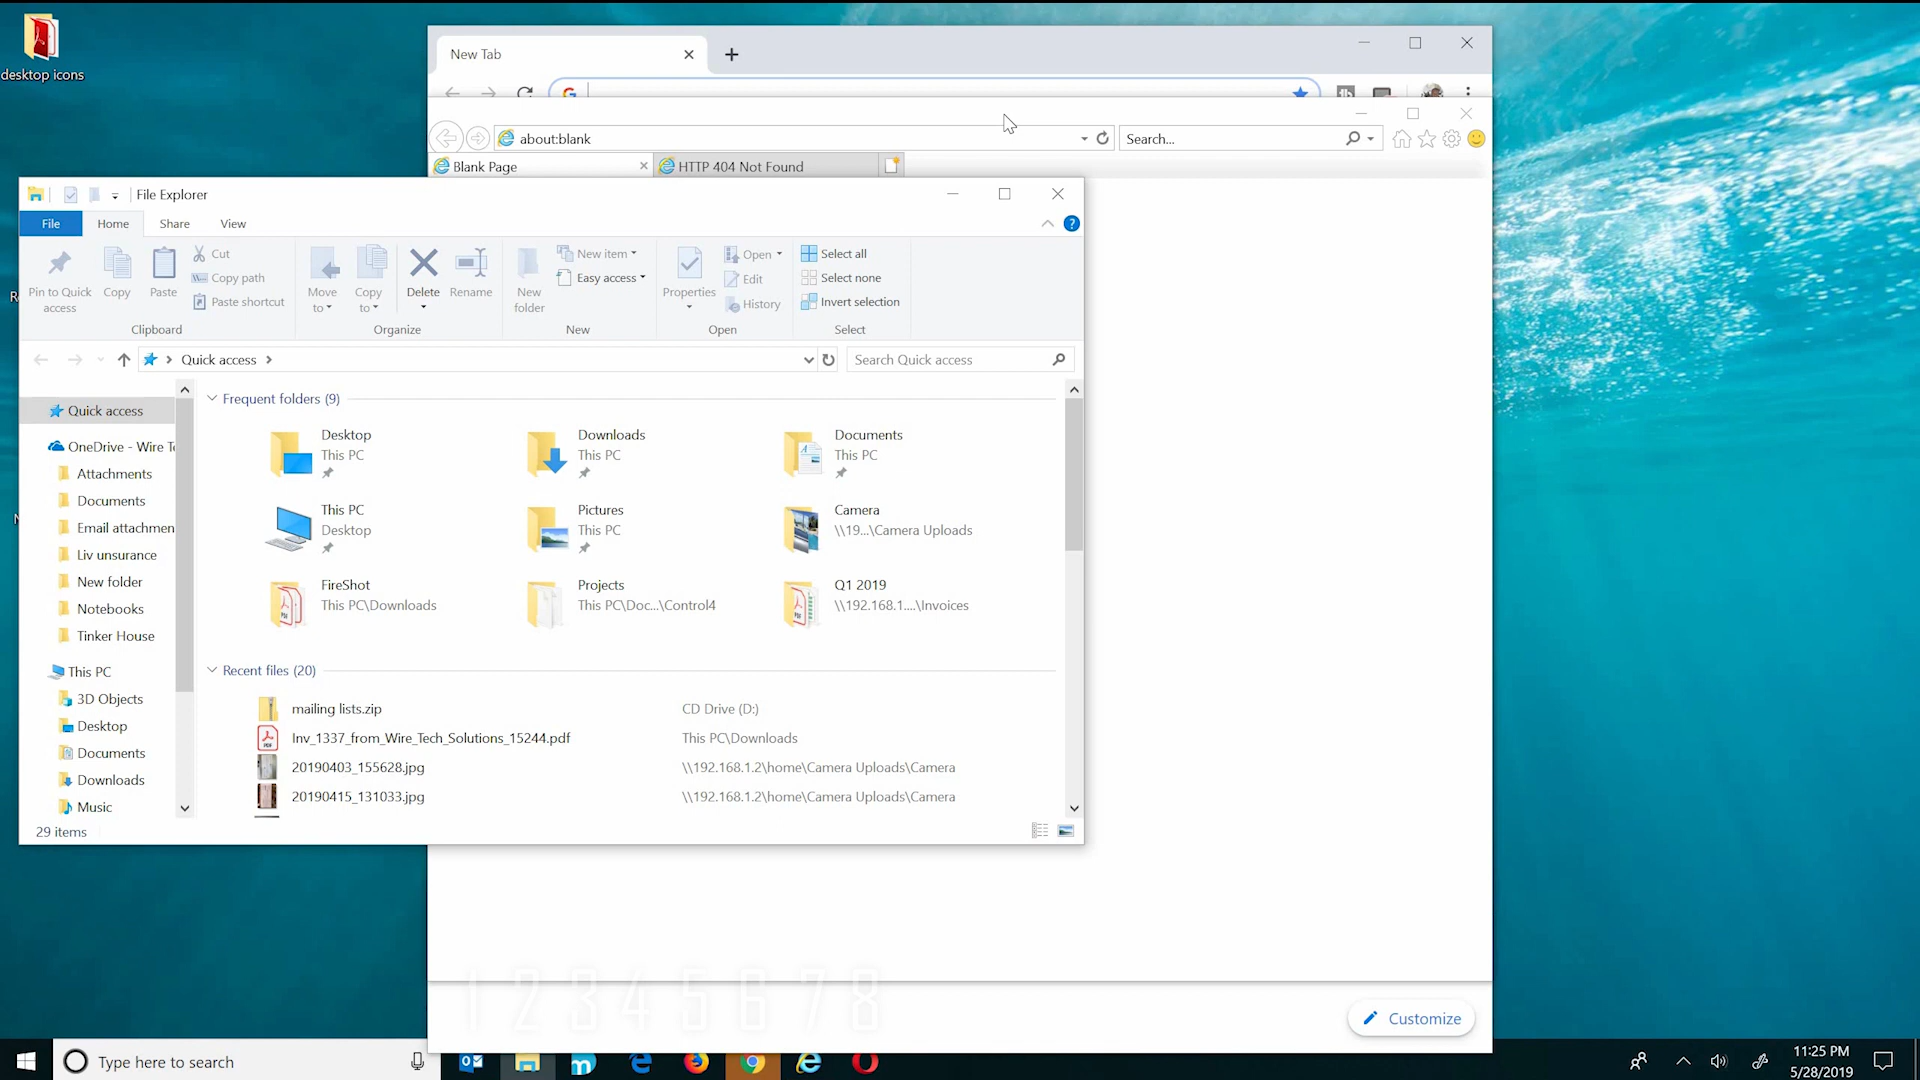 desktop icons
New Tab
about:blank
Search...
Blank Page
HTTP 404 Not Found
File Explorer
File
Home
Share
View
Pin to Quick access
Copy
Paste
Cut
Copy path
Paste shortcut
Clipboard
Move to
Copy to
Delete
Rename
Organize
New folder
New item
Easy access
New
Properties
Open
Edit
History
Open
Select all
Select none
Invert selection
Select
Quick access
Search Quick access
Quick access
OneDrive - Wire T
Attachments
Documents
Email attachmen
Liv unsurance
New folder
Notebooks
Tinker House
This PC
3D Objects
Desktop
Documents
Downloads
Music
Frequent folders (9)
Desktop
This PC
Downloads
This PC
Documents
This PC
This PC
Desktop
Pictures
This PC
Camera
\\19...\Camera Uploads
FireShot
This PC\Downloads
Projects
This PC\Doc...\Control4
Q1 2019
\\192.168.1....\Invoices
Recent files (20)
mailing lists.zip
CD Drive (D:)
Inv_1337_from_Wire_Tech_Solutions_15244.pdf
This PC\Downloads
20190403_155628.jpg
\\192.168.1.2\home\Camera Uploads\Camera
20190415_131033.jpg
\\192.168.1.2\home\Camera Uploads\Camera
29 items
1 2 3 4 5 6 7 8
Customize
Type here to search
11:25 PM
5/28/2019